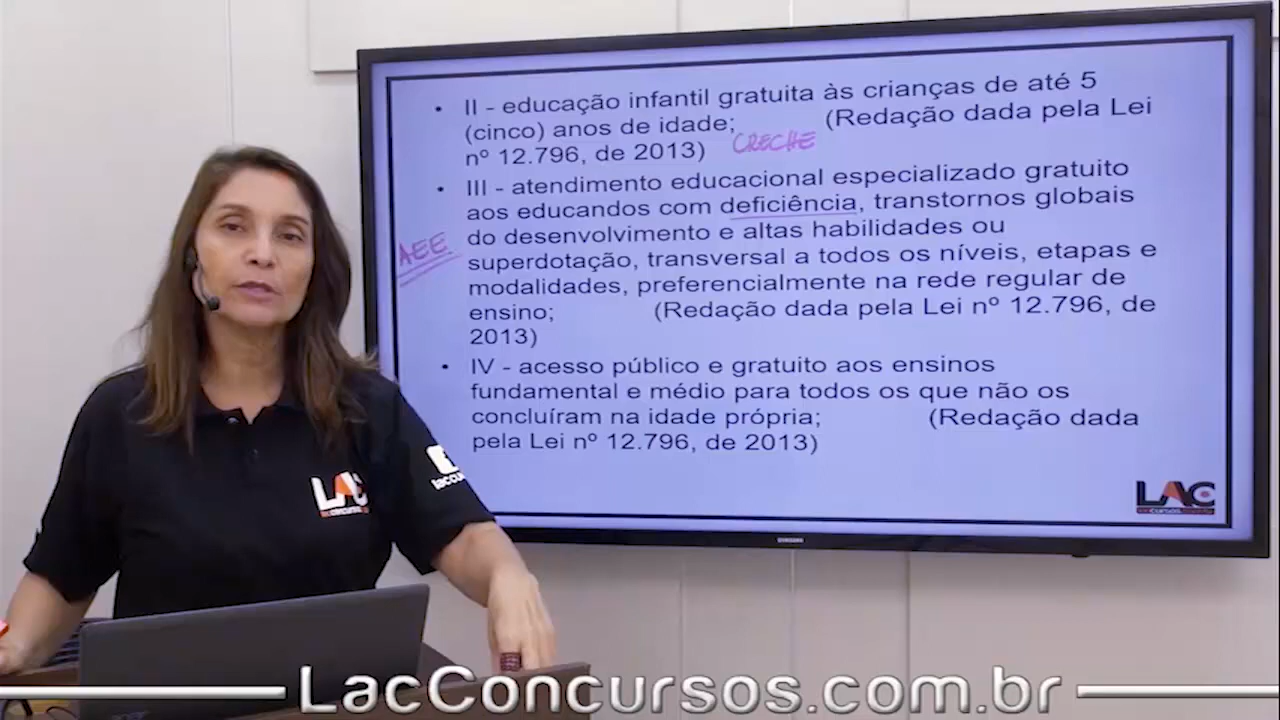 • II - educação infantil gratuita às crianças de até 5
(cinco) anos de idade; (Redação dada pela Lei
nº 12.796, de 2013) CRECHE
• III - atendimento educacional especializado gratuito
aos educandos com deficiência, transtornos globais
do desenvolvimento e altas habilidades ou
AEE
superdotação, transversal a todos os níveis, etapas e
modalidades, preferencialmente na rede regular de
ensino; (Redação dada pela Lei nº 12.796, de
2013)
• IV - acesso público e gratuito aos ensinos
fundamental e médio para todos os que não os
concluíram na idade própria; (Redação dada
pela Lei nº 12.796, de 2013)
LAC
SAMSUNG
LAC
LacConcursos.com.br